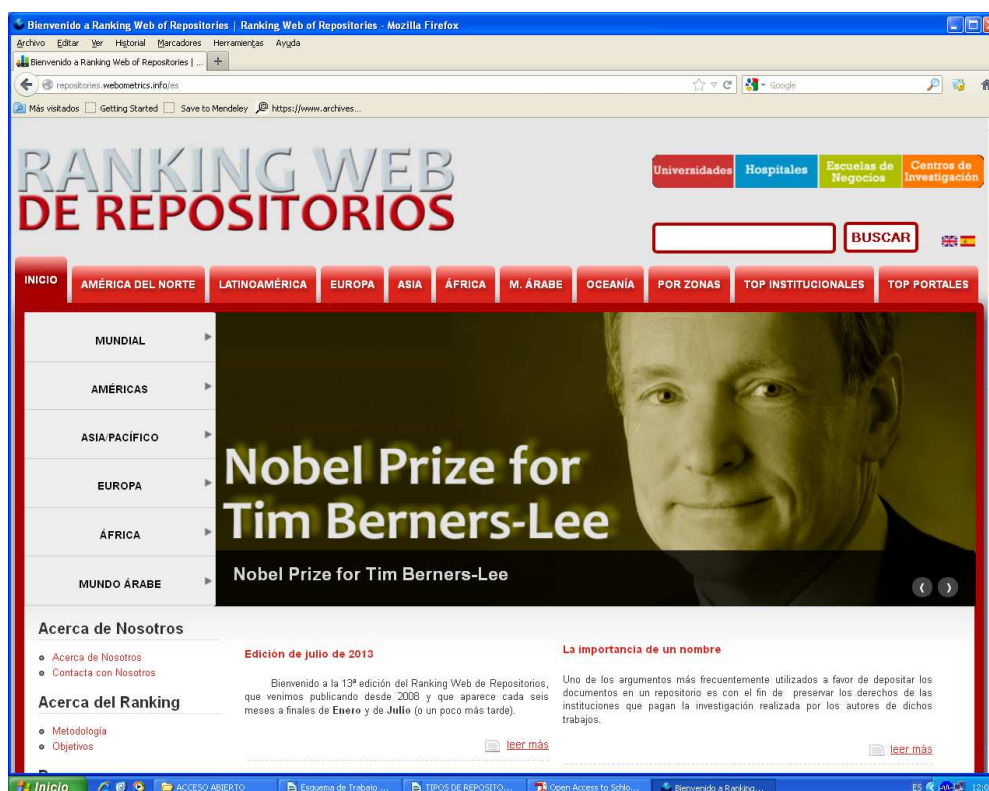 Bienvenido a Ranking Web of Repositories | Ranking Web of Repositories - Mozilla Firefox
Archivo Editar Ver Historial Marcadores Herramientas Ayuda
Bienvenido a Ranking Web of Repositories | ... +
repositories.webometrics.info/es
Google
Más visitados Getting Started Save to Mendeley https://www.archives...
RANKING WEB
DE REPOSITORIOS
Universidades Hospitales Escuelas de Negocios Centros de Investigación
BUSCAR
INICIO AMÉRICA DEL NORTE LATINOAMÉRICA EUROPA ASIA ÁFRICA M. ÁRABE OCEANÍA POR ZONAS TOP INSTITUCIONALES TOP PORTALES
MUNDIAL
AMÉRICAS
ASIA/PACÍFICO
EUROPA
ÁFRICA
MUNDO ÁRABE
Nobel Prize for
Tim Berners-Lee
Nobel Prize for Tim Berners-Lee
Acerca de Nosotros
Acerca de Nosotros
Contacta con Nosotros
Acerca del Ranking
Metodología
Objetivos
Edición de julio de 2013
Bienvenido a la 13ª edición del Ranking Web de Repositorios,
que venimos publicando desde 2008 y que aparece cada seis
meses a finales de Enero y de Julio (o un poco más tarde).
leer más
La importancia de un nombre
Uno de los argumentos más frecuentemente utilizados a favor de depositar los
documentos en un repositorio es con el fin de preservar los derechos de las
instituciones que pagan la investigación realizada por los autores de dichos
trabajos.
leer más
Inicio ACCESO ABIERTO Esquema de Trabajo ... TIPOS DE REPOSITO... Open Access to Schlo... Bienvenido a Ranking... ES 12:0